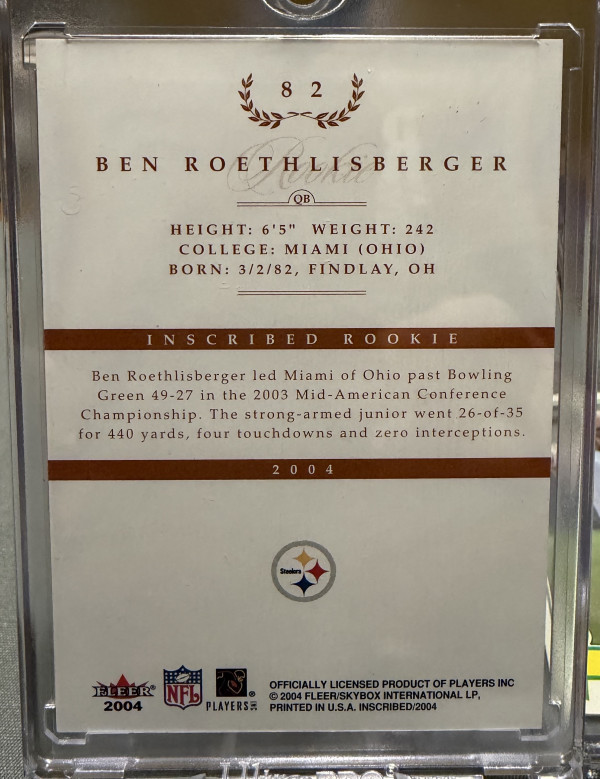 82
BEN ROETHLISBERGER
Rookie
QB
HEIGHT: 6'5" WEIGHT: 242
COLLEGE: MIAMI (OHIO)
BORN: 3/2/82, FINDLAY, OH
INSCRIBED ROOKIE
Ben Roethlisberger led Miami of Ohio past Bowling
Green 49-27 in the 2003 Mid-American Conference
Championship. The strong-armed junior went 26-of-35
for 440 yards, four touchdowns and zero interceptions.
2004
Steelers
FLEER®
2004
NFL
PLAYERS INC
®
OFFICIALLY LICENSED PRODUCT OF PLAYERS INC
© 2004 FLEER/SKYBOX INTERNATIONAL LP,
PRINTED IN U.S.A. INSCRIBED/2004